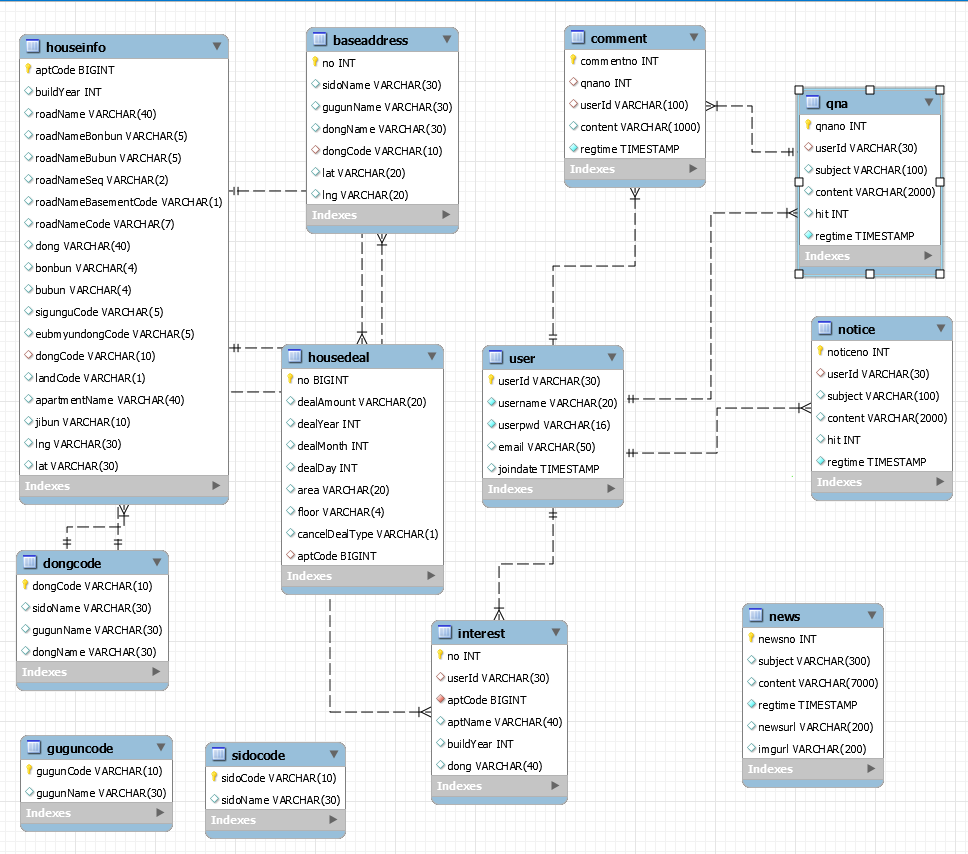 houseinfo
aptCode BIGINT
buildYear INT
roadName VARCHAR(40)
roadNameBonbun VARCHAR(5)
roadNameBubun VARCHAR(5)
roadNameSeq VARCHAR(2)
roadNameBasementCode VARCHAR(1)
roadNameCode VARCHAR(7)
dong VARCHAR(40)
bonbun VARCHAR(4)
bubun VARCHAR(4)
sigunguCode VARCHAR(5)
eubmyundongCode VARCHAR(5)
dongCode VARCHAR(10)
landCode VARCHAR(1)
apartmentName VARCHAR(40)
jibun VARCHAR(10)
lng VARCHAR(30)
lat VARCHAR(30)
Indexes
baseaddress
no INT
sidoName VARCHAR(30)
gugunName VARCHAR(30)
dongName VARCHAR(30)
dongCode VARCHAR(10)
lat VARCHAR(20)
lng VARCHAR(20)
Indexes
comment
commentno INT
qnano INT
userId VARCHAR(100)
content VARCHAR(1000)
regtime TIMESTAMP
Indexes
qna
qnano INT
userId VARCHAR(30)
subject VARCHAR(100)
content VARCHAR(2000)
hit INT
regtime TIMESTAMP
Indexes
housedeal
no BIGINT
dealAmount VARCHAR(20)
dealYear INT
dealMonth INT
dealDay INT
area VARCHAR(20)
floor VARCHAR(4)
cancelDealType VARCHAR(1)
aptCode BIGINT
Indexes
user
userId VARCHAR(30)
username VARCHAR(20)
userpwd VARCHAR(16)
email VARCHAR(50)
joindate TIMESTAMP
Indexes
notice
noticeno INT
userId VARCHAR(30)
subject VARCHAR(100)
content VARCHAR(2000)
hit INT
regtime TIMESTAMP
Indexes
dongcode
dongCode VARCHAR(10)
sidoName VARCHAR(30)
gugunName VARCHAR(30)
dongName VARCHAR(30)
Indexes
interest
no INT
userId VARCHAR(30)
aptCode BIGINT
aptName VARCHAR(40)
buildYear INT
dong VARCHAR(40)
Indexes
news
newsno INT
subject VARCHAR(300)
content VARCHAR(7000)
regtime TIMESTAMP
newsurl VARCHAR(200)
imgurl VARCHAR(200)
Indexes
guguncode
gugunCode VARCHAR(10)
gugunName VARCHAR(30)
Indexes
sidocode
sidoCode VARCHAR(10)
sidoName VARCHAR(30)
Indexes